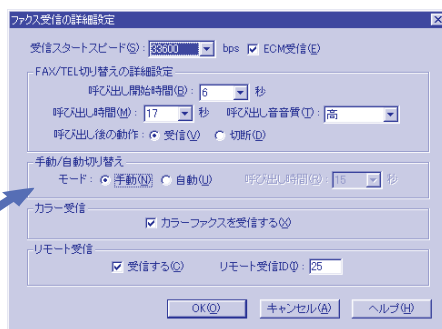 ファクス受信の詳細設定
受信スタートスピード(S): 33600 bps ECM受信(E)
FAX/TEL切り替えの詳細設定
呼び出し開始時間(B): 6 秒
呼び出し時間(M): 17 秒 呼び出し音音質(T): 高
呼び出し後の動作: 受信(V) 切断(D)
手動/自動切り替え
モード: 手動(N) 自動(U) 呼び出し時間(R): 15 秒
カラー受信
カラーファクスを受信する(X)
リモート受信
受信する(C) リモート受信ID(I): 25
OK(O) キャンセル(A) ヘルプ(H)